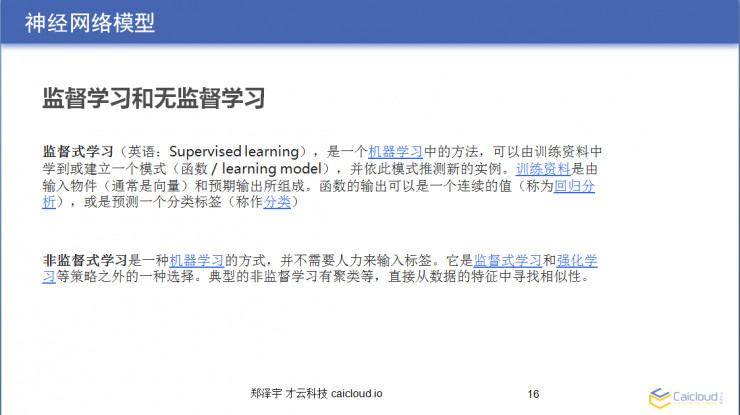 神经网络模型
监督学习和无监督学习
监督式学习（英语：Supervised learning），是一个机器学习中的方法，可以由训练资料中
学到或建立一个模式（函数 / learning model），并依此模式推测新的实例。训练资料是由
输入物件（通常是向量）和预期输出所组成。函数的输出可以是一个连续的值（称为回归分
析），或是预测一个分类标签（称作分类）
非监督式学习是一种机器学习的方式，并不需要人力来输入标签。它是监督式学习和强化学
习等策略之外的一种选择。典型的非监督学习有聚类等，直接从数据的特征中寻找相似性。
郑泽宇 才云科技 caicloud.io
16
Caicloud